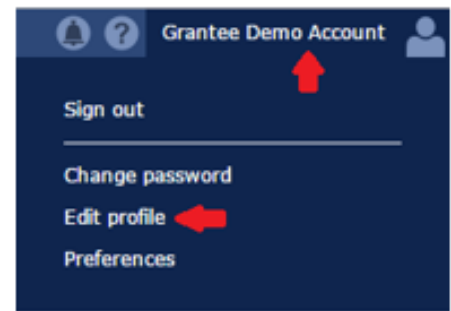 Grantee Demo Account
Sign out
Change password
Edit profile
Preferences